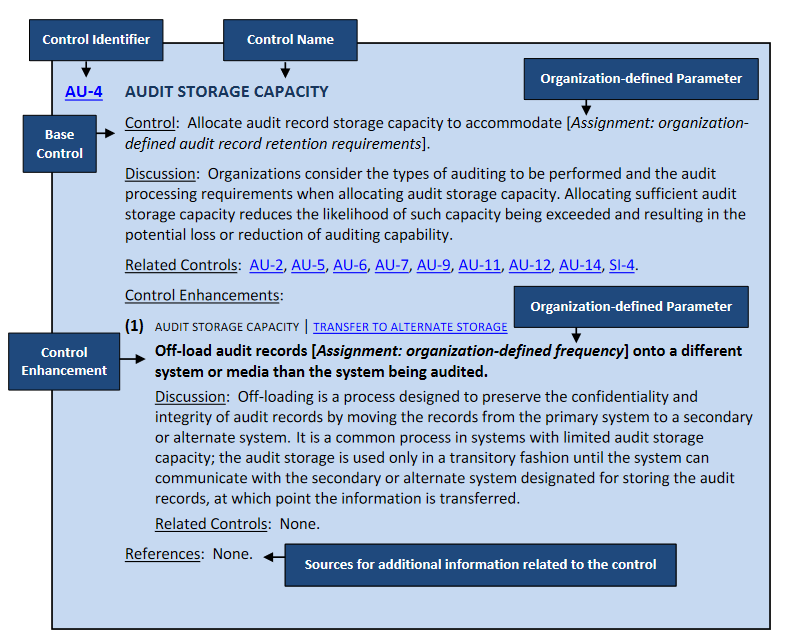 Control Identifier
Control Name
Organization-defined Parameter
AU-4 AUDIT STORAGE CAPACITY
Base
Control
Control: Allocate audit record storage capacity to accommodate [Assignment: organization-
defined audit record retention requirements].
Discussion: Organizations consider the types of auditing to be performed and the audit
processing requirements when allocating audit storage capacity. Allocating sufficient audit
storage capacity reduces the likelihood of such capacity being exceeded and resulting in the
potential loss or reduction of auditing capability.
Related Controls: AU-2, AU-5, AU-6, AU-7, AU-9, AU-11, AU-12, AU-14, SI-4.
Control Enhancements:
Organization-defined Parameter
(1) AUDIT STORAGE CAPACITY | TRANSFER TO ALTERNATE STORAGE
Control
Enhancement
Off-load audit records [Assignment: organization-defined frequency] onto a different
system or media than the system being audited.
Discussion: Off-loading is a process designed to preserve the confidentiality and
integrity of audit records by moving the records from the primary system to a secondary
or alternate system. It is a common process in systems with limited audit storage
capacity; the audit storage is used only in a transitory fashion until the system can
communicate with the secondary or alternate system designated for storing the audit
records, at which point the information is transferred.
Related Controls: None.
References: None.
Sources for additional information related to the control